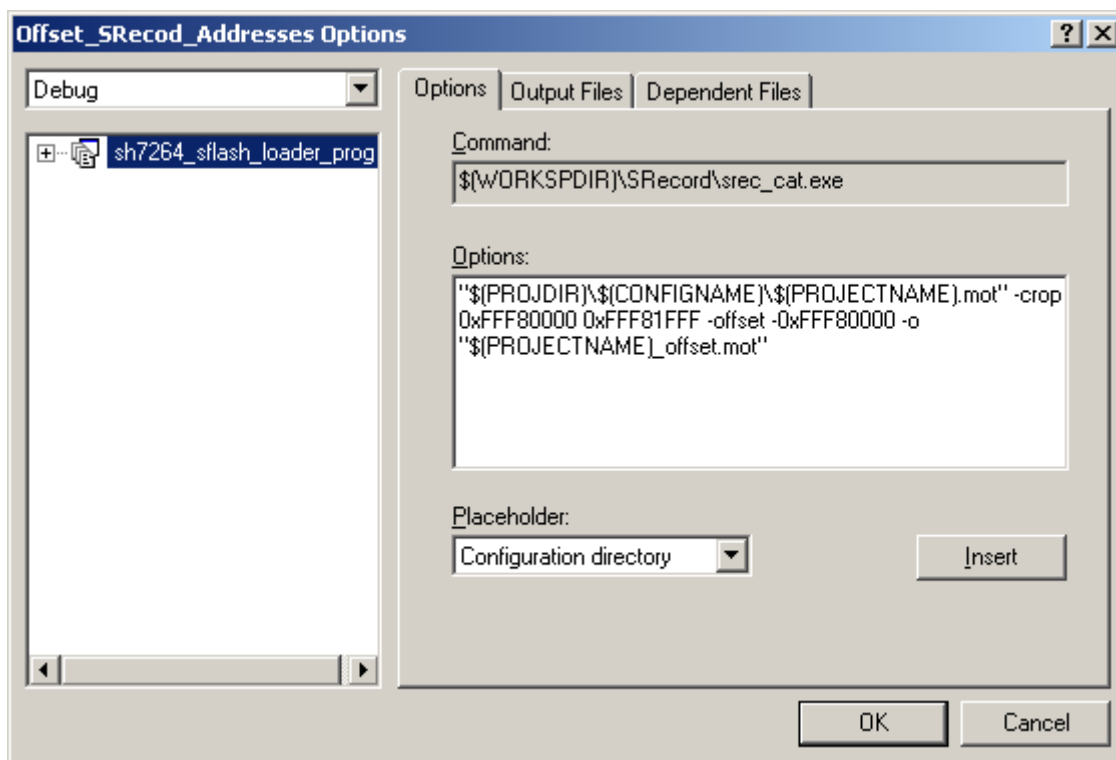 Offset_SRecod_Addresses Options
Debug
sh7264_sflash_loader_prog
Options
Output Files
Dependent Files
Command:
$(WORKSPDIR)\SRecord\srec_cat.exe
Options:
"$(PROJDIR)\$(CONFIGNAME)\$(PROJECTNAME).mot" -crop
0xFFF80000 0xFFF81FFF -offset -0xFFF80000 -o
"$(PROJECTNAME)_offset.mot"
Placeholder:
Configuration directory
Insert
OK
Cancel